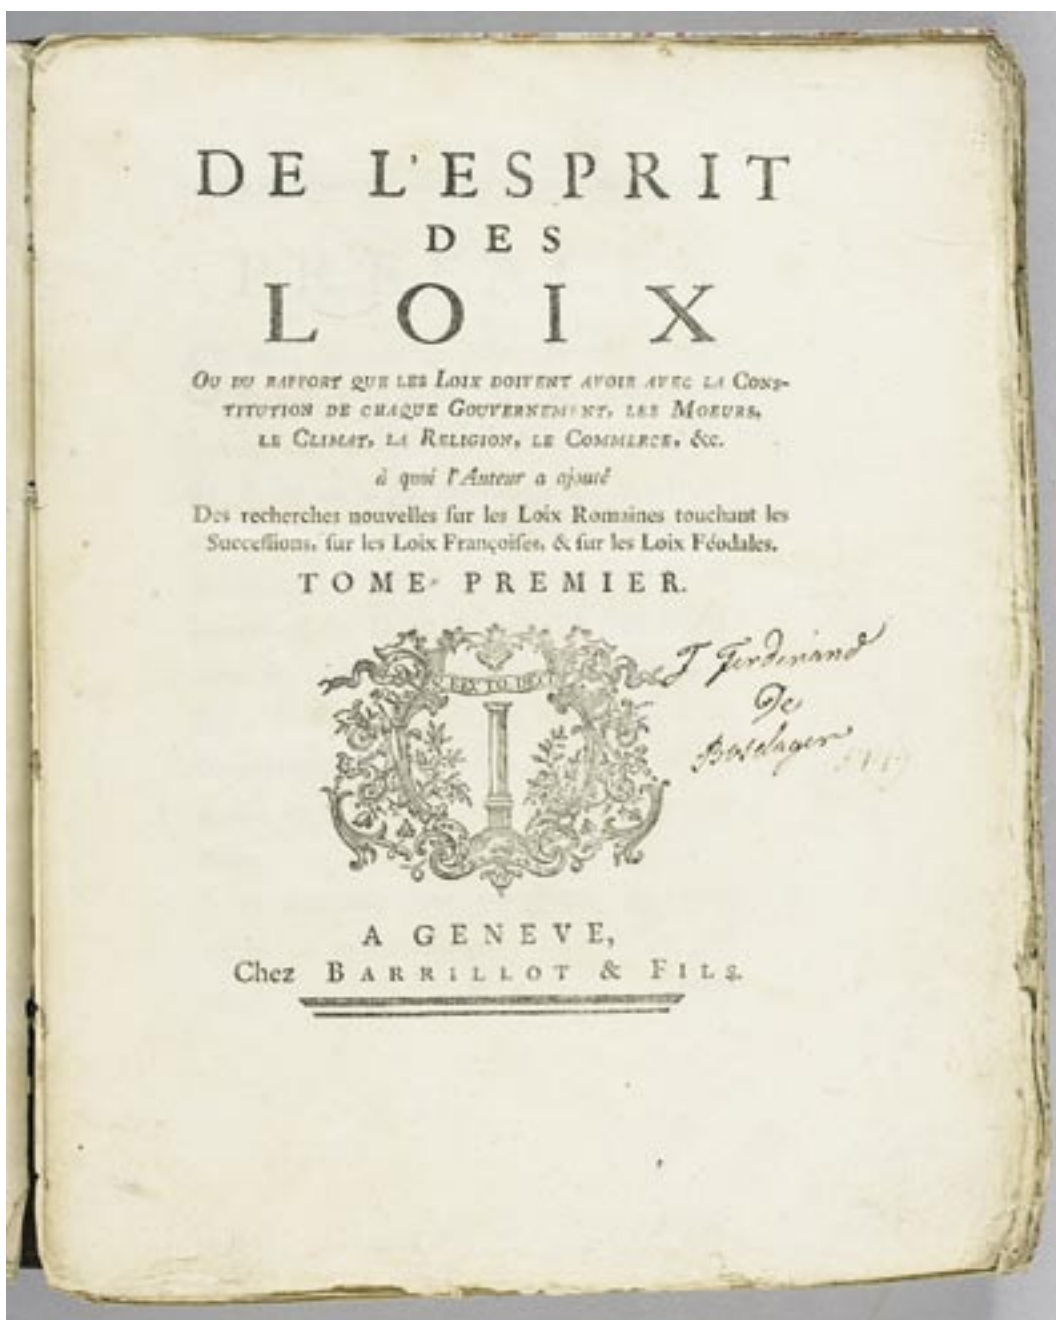 DE L'ESPRIT
DES
LOIX
OU DU RAPPORT QUE LES LOIX DOIVENT AVOIR AVEC LA CONS-
TITUTION DE CHAQUE GOUVERNEMENT, LES MOEURS,
LE CLIMAT, LA RELIGION, LE COMMERCE, &c.
à quoi l'Auteur a ajouté
Des recherches nouvelles ſur les Loix Romaines touchant les
Succeſſions, ſur les Loix Françoiſes, & ſur les Loix Féodales.
TOME PREMIER.
J Ferdinand
De
A GENEVE,
Chez BARRILLOT & FILS.